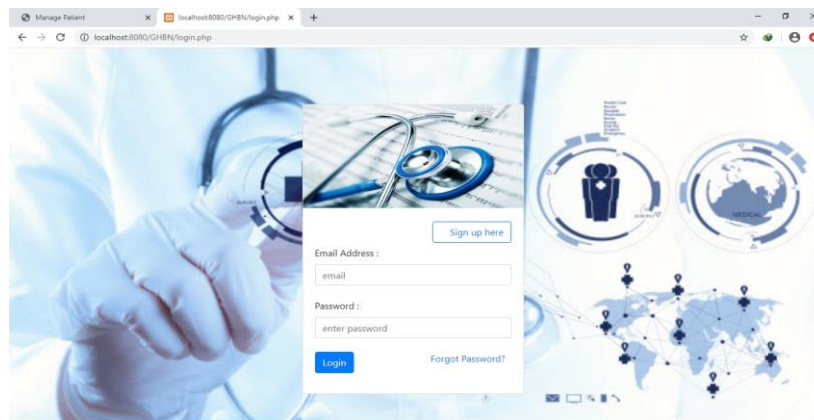 Manage Patient
localhost:8080/GHBN/login.php
localhost:8080/GHBN/login.php
Sign up here
Email Address :
email
Password :
enter password
Login
Forgot Password?
MEDICAL